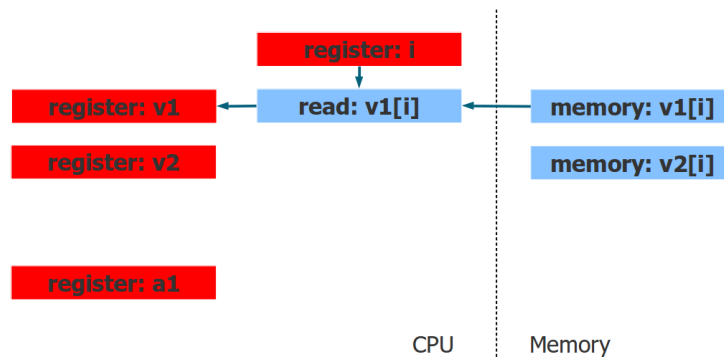 register: i
register: v1
read: v1[i]
memory: v1[i]
register: v2
memory: v2[i]
register: a1
CPU
Memory